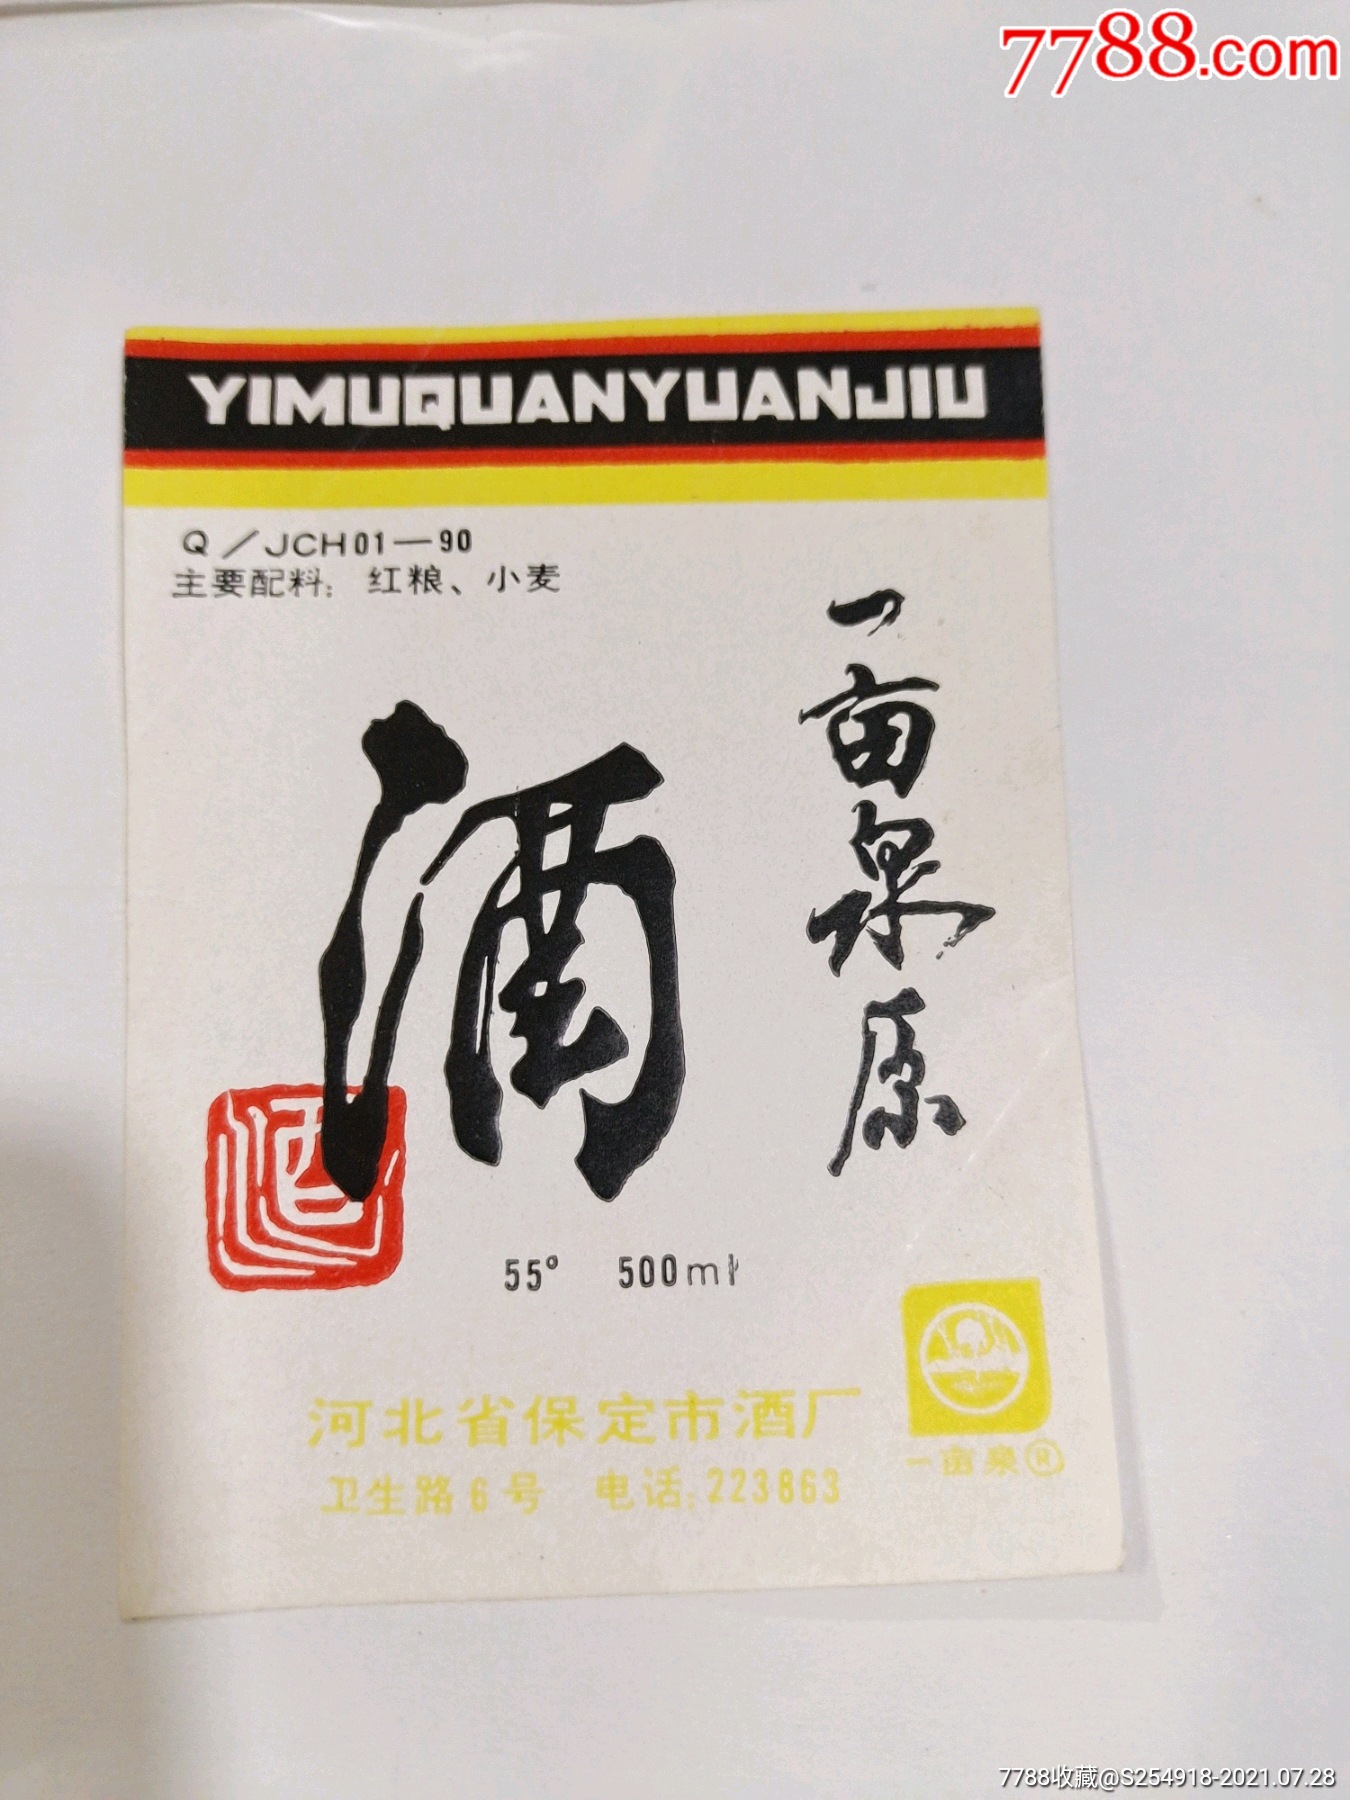 7788.com
YIMUQUANYUANJIU
Q／JCH01—90
主要配料：红粮、小麦
一亩泉原
酒
酒
55° 500ml
河北省保定市酒厂
卫生路6号 电话：223863
一亩泉®
7788收藏@S254918-2021.07.28